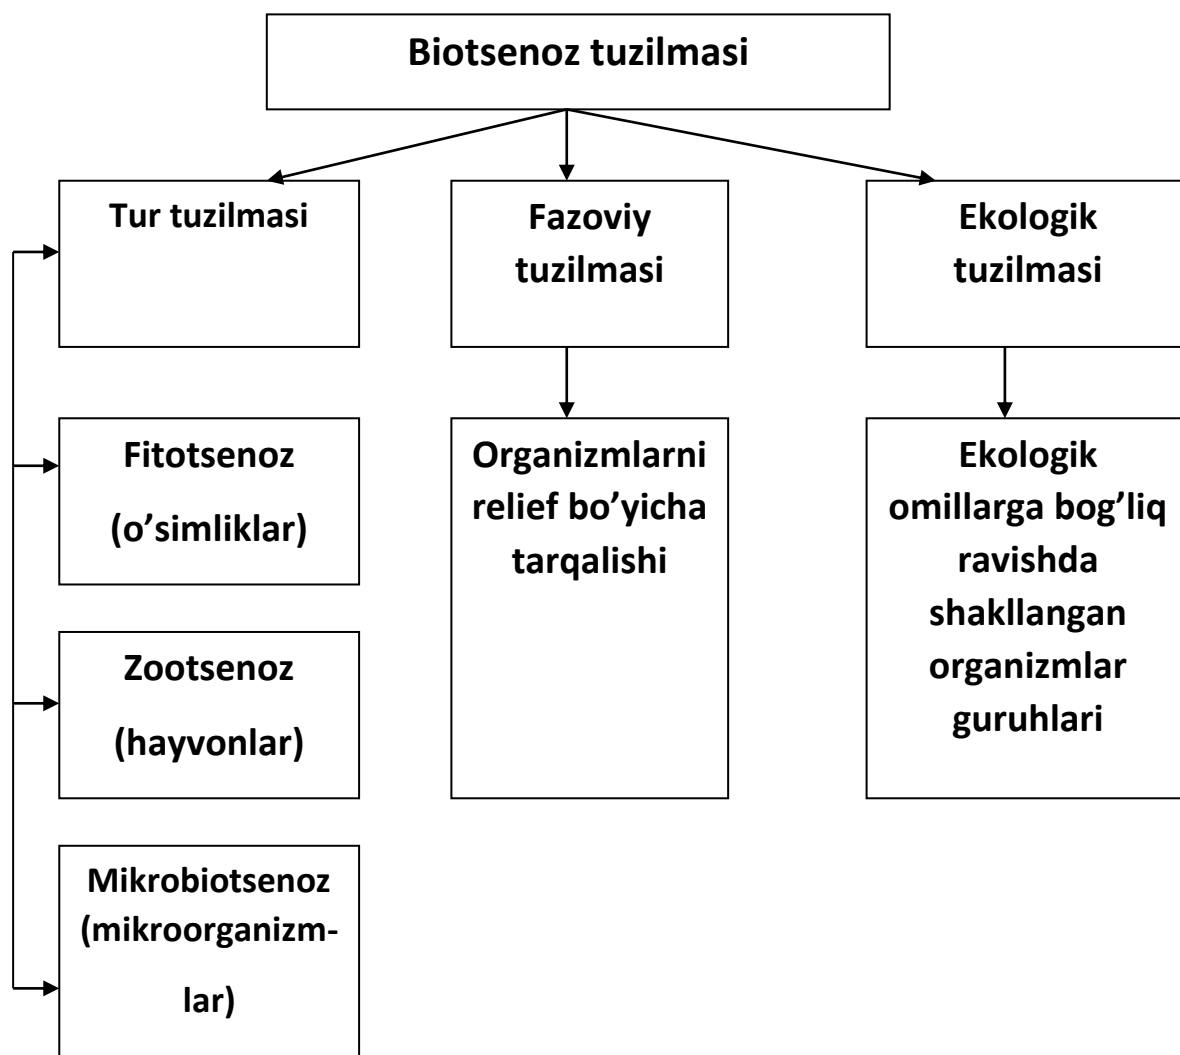 Biotsenoz tuzilmasi
Tur tuzilmasi
Fazoviy
tuzilmasi
Ekologik
tuzilmasi
Fitotsenoz
(o’simliklar)
Organizmlarni
relief bo’yicha
tarqalishi
Ekologik
omillarga bog’liq
ravishda
shakllangan
organizmlar
guruhlari
Zootsenoz
(hayvonlar)
Mikrobiotsenoz
(mikroorganizm-
lar)